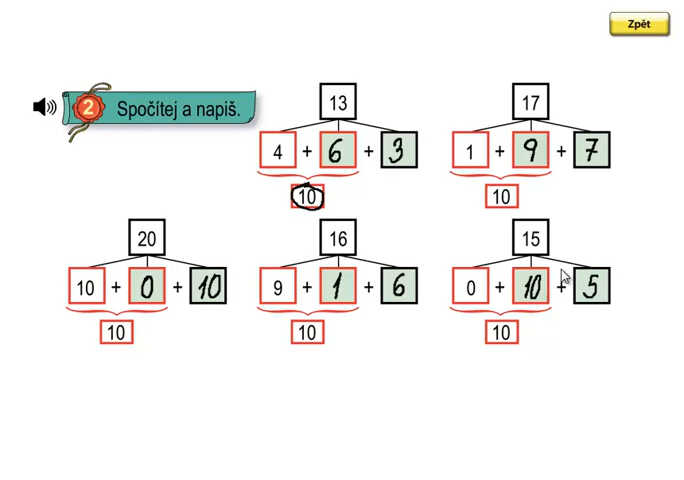 Zpět
2 Spočítej a napiš.
13
4 + 6 + 3
10
17
1 + 9 + 7
10
20
10 + 0 + 10
10
16
9 + 1 + 6
10
15
0 + 10 + 5
10